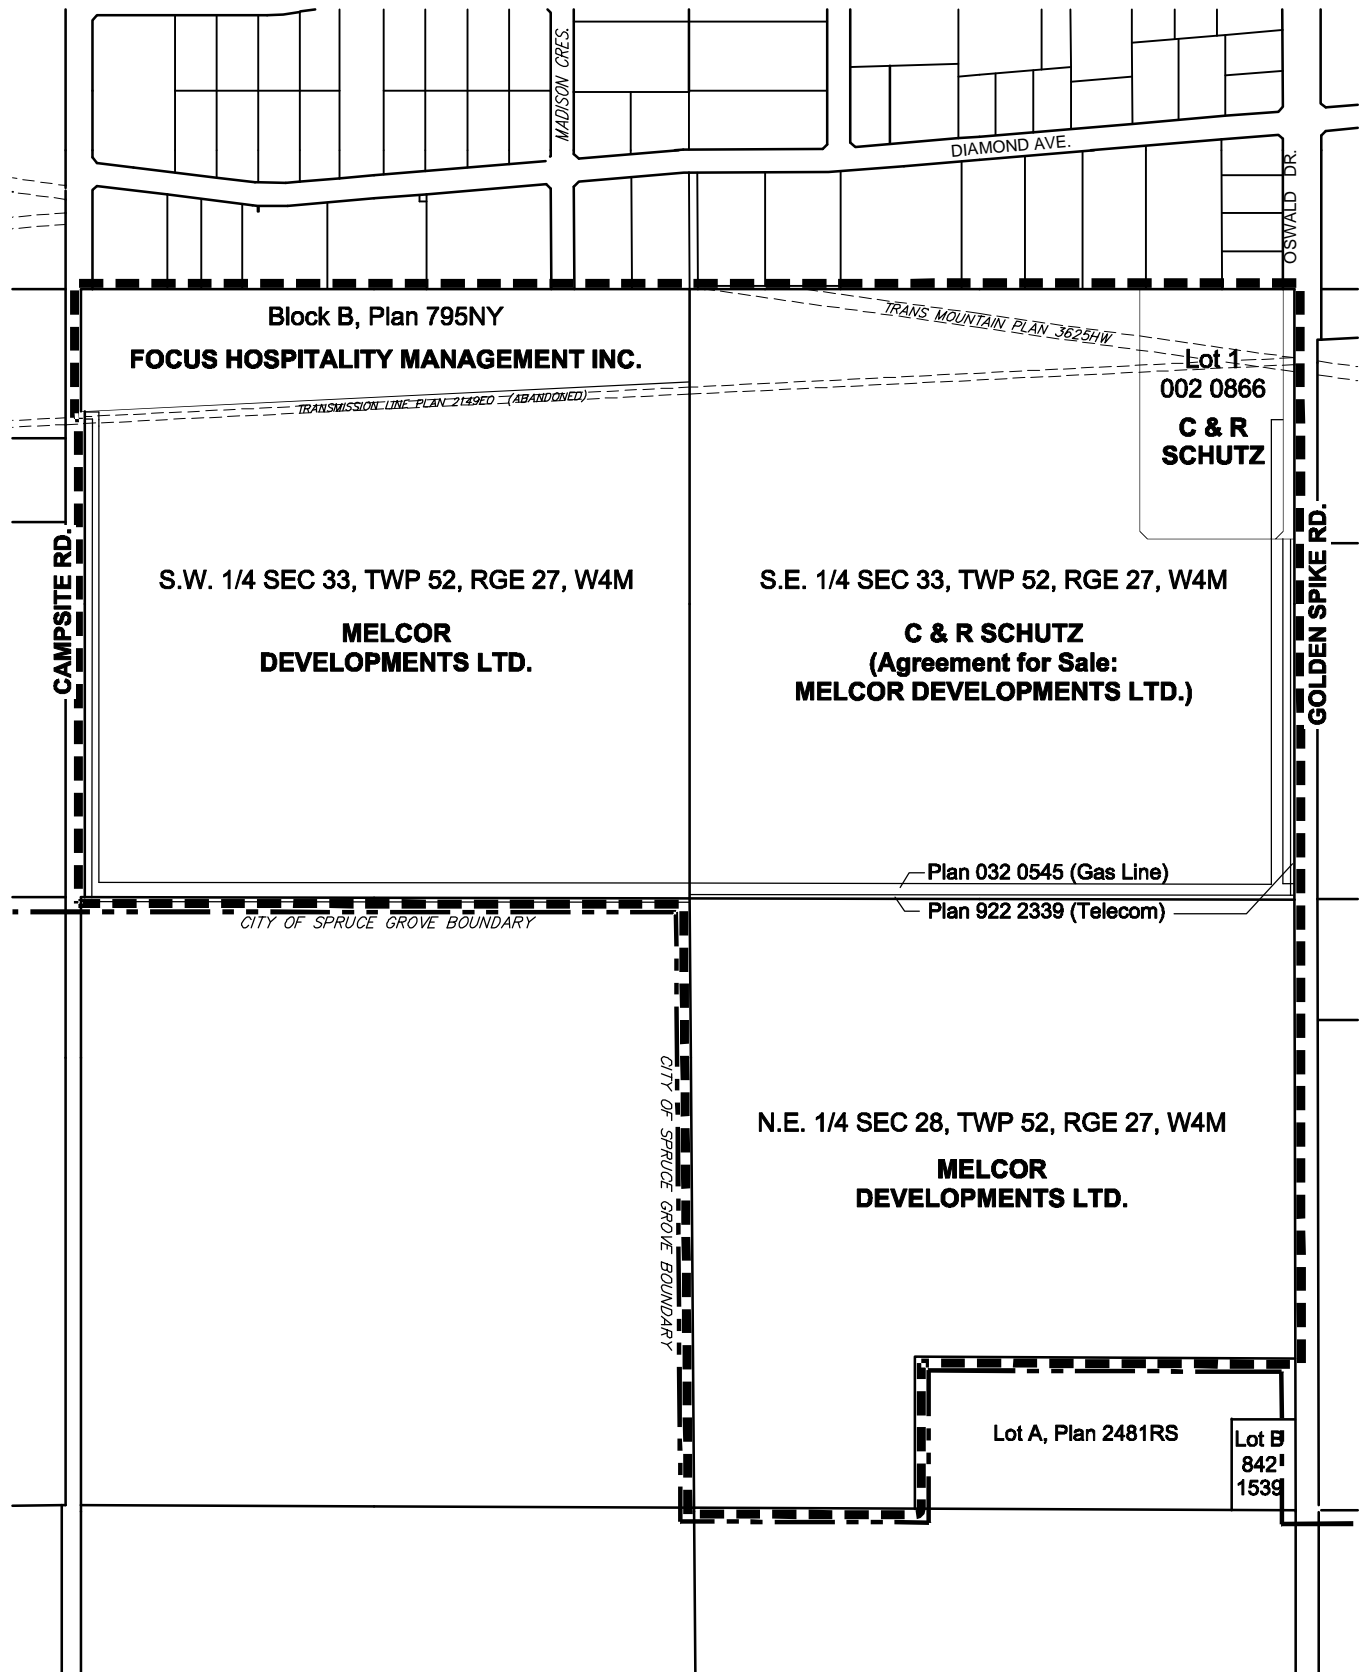 MADISON CRES.
DIAMOND AVE.
OSWALD DR.
Block B, Plan 795NY
FOCUS HOSPITALITY MANAGEMENT INC.
TRANS MOUNTAIN PLAN 3625HW
Lot 1
002 0866
C & R
SCHUTZ
TRANSMISSION LINE PLAN 2149EO (ABANDONED)
CAMPSITE RD.
S.W. 1/4 SEC 33, TWP 52, RGE 27, W4M
MELCOR
DEVELOPMENTS LTD.
S.E. 1/4 SEC 33, TWP 52, RGE 27, W4M
C & R SCHUTZ
(Agreement for Sale:
MELCOR DEVELOPMENTS LTD.)
GOLDEN SPIKE RD.
Plan 032 0545 (Gas Line)
Plan 922 2339 (Telecom)
CITY OF SPRUCE GROVE BOUNDARY
CITY OF SPRUCE GROVE BOUNDARY
N.E. 1/4 SEC 28, TWP 52, RGE 27, W4M
MELCOR
DEVELOPMENTS LTD.
Lot A, Plan 2481RS
Lot B
842
1539